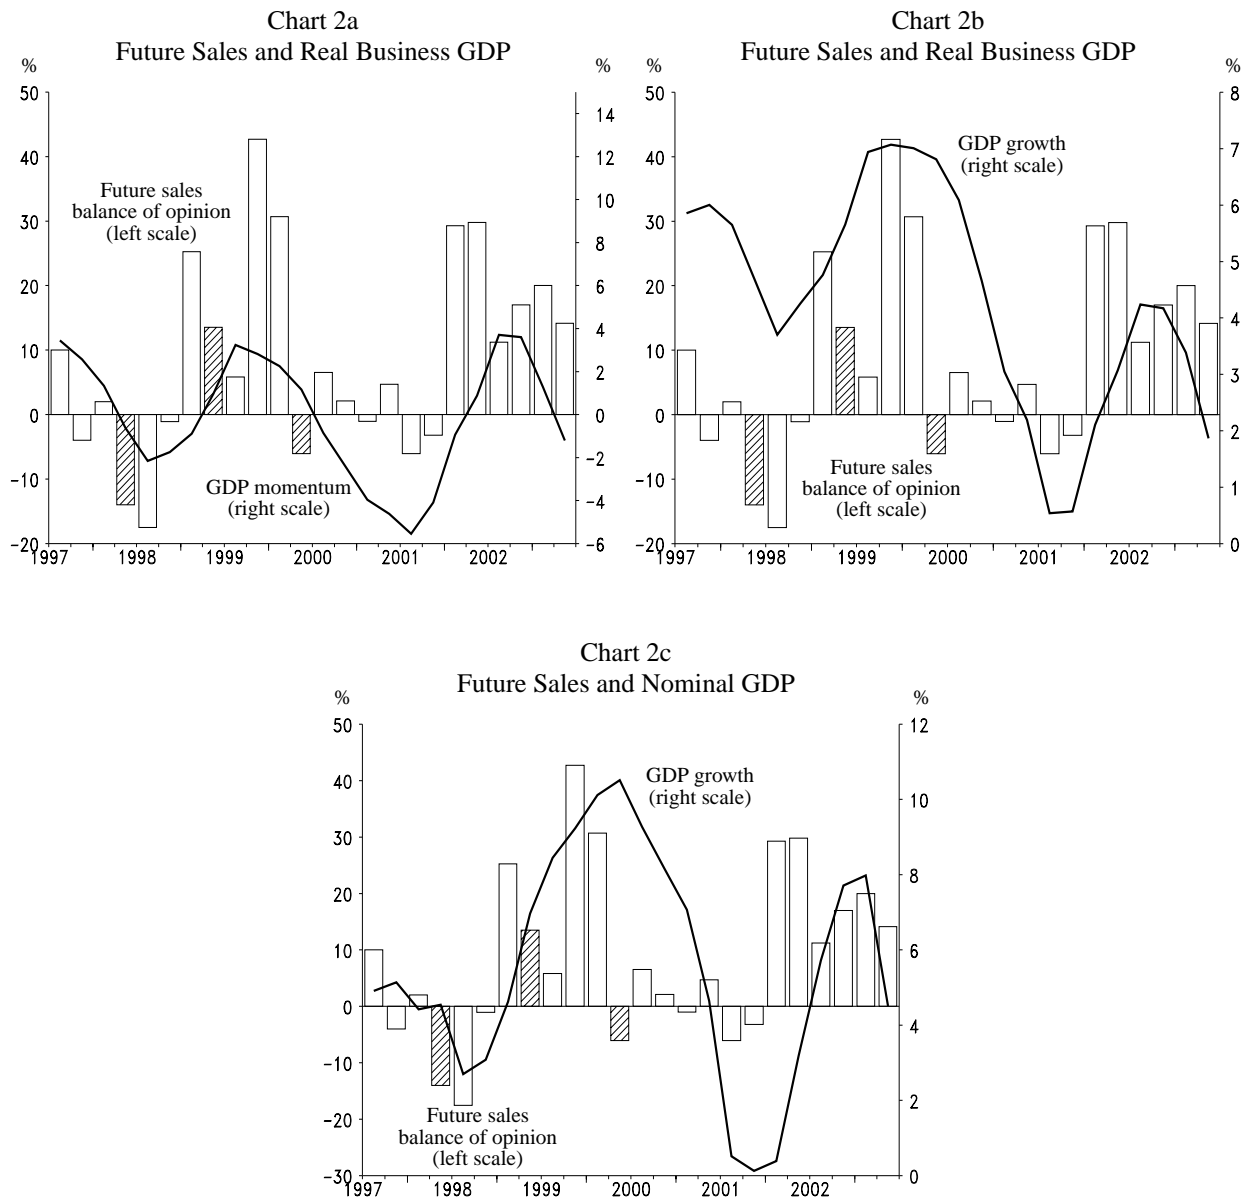 Chart 2a
Future Sales and Real Business GDP
%
%
50
40
30
20
10
0
−10
−20
14
12
10
8
6
4
2
0
−2
−4
−6
Future sales
balance of opinion
(left scale)
GDP momentum
(right scale)
1997 1998 1999 2000 2001 2002
Chart 2b
Future Sales and Real Business GDP
%
%
50
40
30
20
10
0
−10
−20
8
7
6
5
4
3
2
1
0
GDP growth
(right scale)
Future sales
balance of opinion
(left scale)
1997 1998 1999 2000 2001 2002
Chart 2c
Future Sales and Nominal GDP
%
%
50
40
30
20
10
0
−10
−20
−30
12
10
8
6
4
2
0
GDP growth
(right scale)
Future sales
balance of opinion
(left scale)
1997 1998 1999 2000 2001 2002